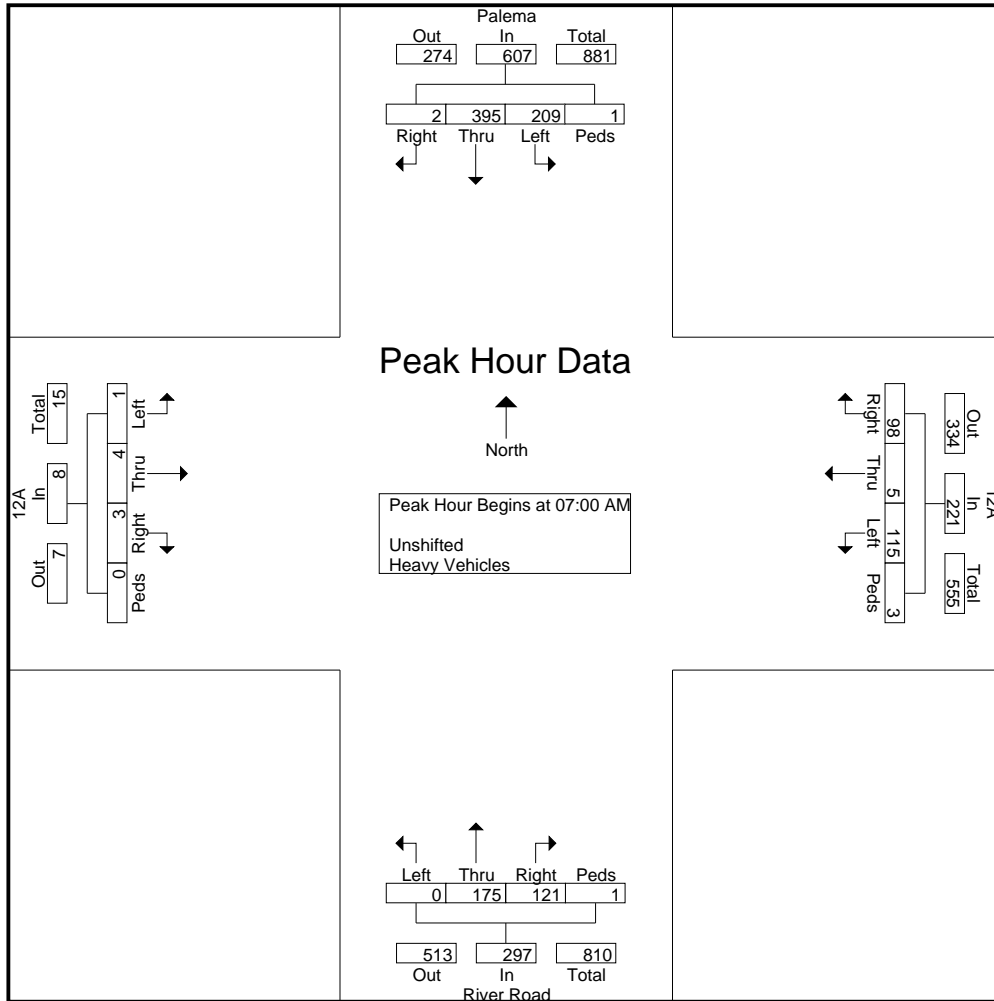 Palema
Out In Total
274 607 881
2 395 209 1
Right Thru Left Peds
Peak Hour Data
North
Peak Hour Begins at 07:00 AM
Unshifted
Heavy Vehicles
12A
Total In Out
15 8 7
1 4 3 0
Left Thru Right Peds
Right Thru Left Peds
98 5 115 3
Out In Total
334 221 555
12A
Left Thru Right Peds
0 175 121 1
513 297 810
Out In Total
River Road